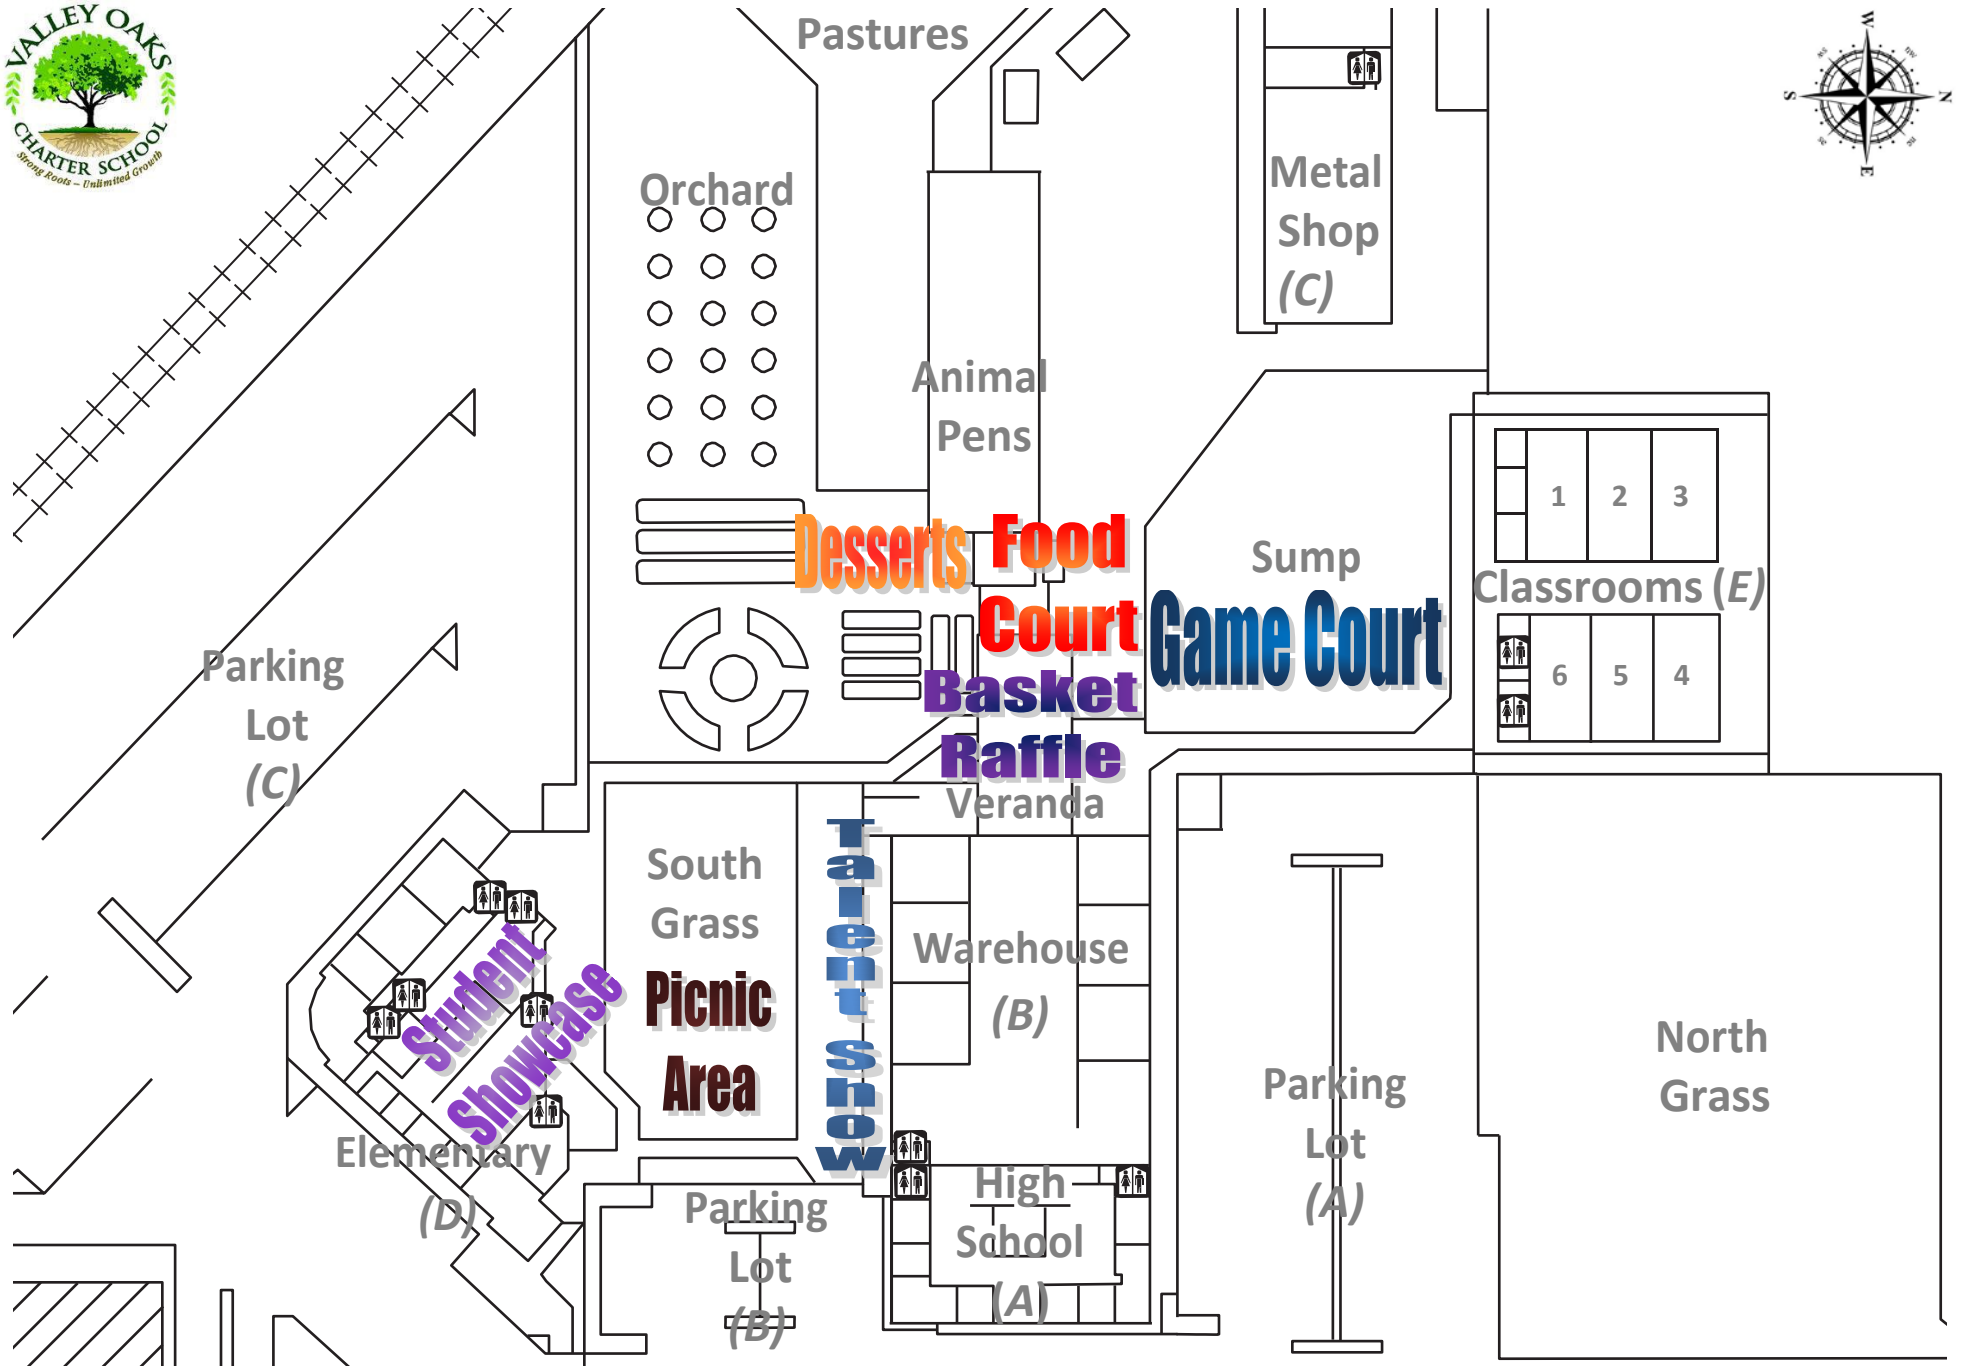 VALLEY OAKS
CHARTER SCHOOL
Strong Roots – Unlimited Growth
Pastures
W
S
N
E
Orchard
Metal
Shop
(C)
Animal
Pens
Desserts
Food
Court
Sump
Game Court
1
2
3
Classrooms (E)
6
5
4
Parking
Lot
(C)
Basket
Raffle
Veranda
South
Grass
Picnic
Area
Talent Show
Warehouse
(B)
Student
Showcase
Elementary
(D)
Parking
Lot
(B)
High
School
(A)
Parking
Lot
(A)
North
Grass